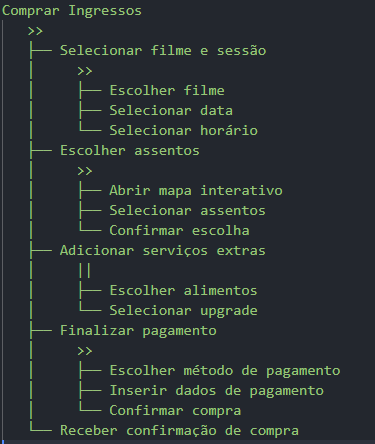 Comprar Ingressos
>>
├── Selecionar filme e sessão
│ >>
│ ├── Escolher filme
│ ├── Selecionar data
│ └── Selecionar horário
├── Escolher assentos
│ >>
│ ├── Abrir mapa interativo
│ ├── Selecionar assentos
│ └── Confirmar escolha
├── Adicionar serviços extras
│ ||
│ ├── Escolher alimentos
│ └── Selecionar upgrade
├── Finalizar pagamento
│ >>
│ ├── Escolher método de pagamento
│ ├── Inserir dados de pagamento
│ └── Confirmar compra
└── Receber confirmação de compra